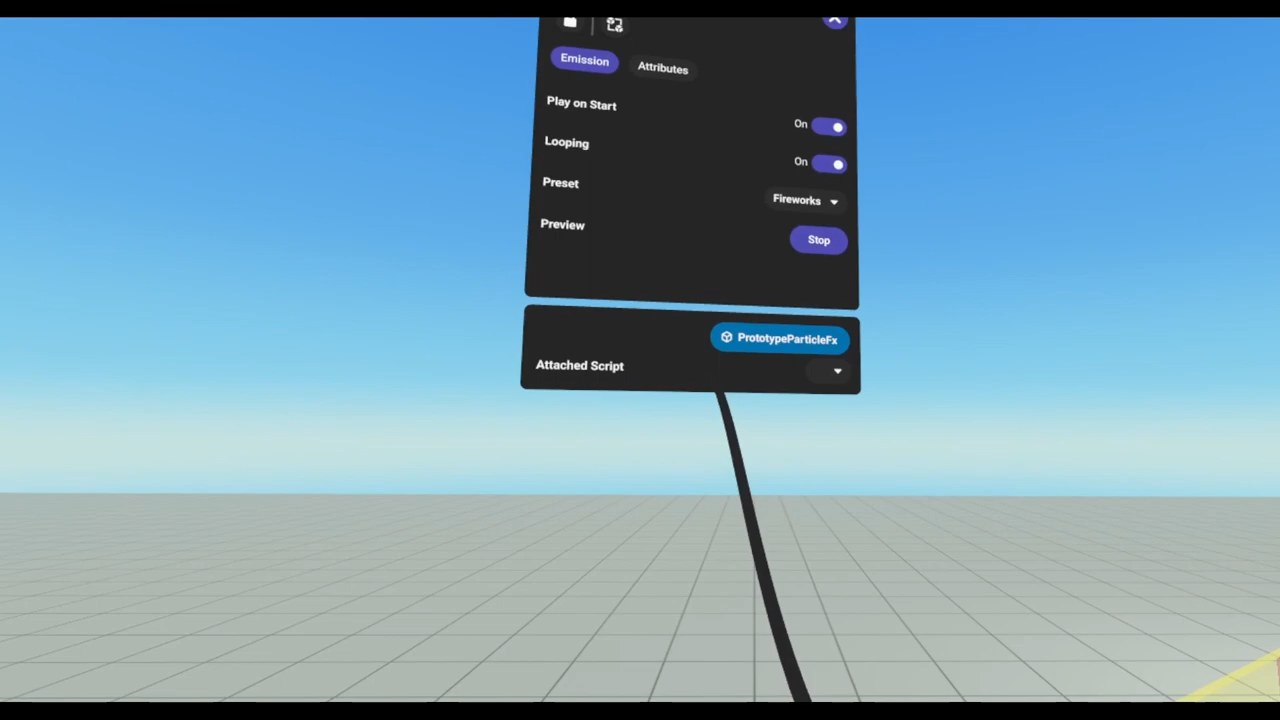 Emission
Attributes
Play on Start
On
Looping
On
Preset
Fireworks
Preview
Stop
PrototypeParticleFx
Attached Script